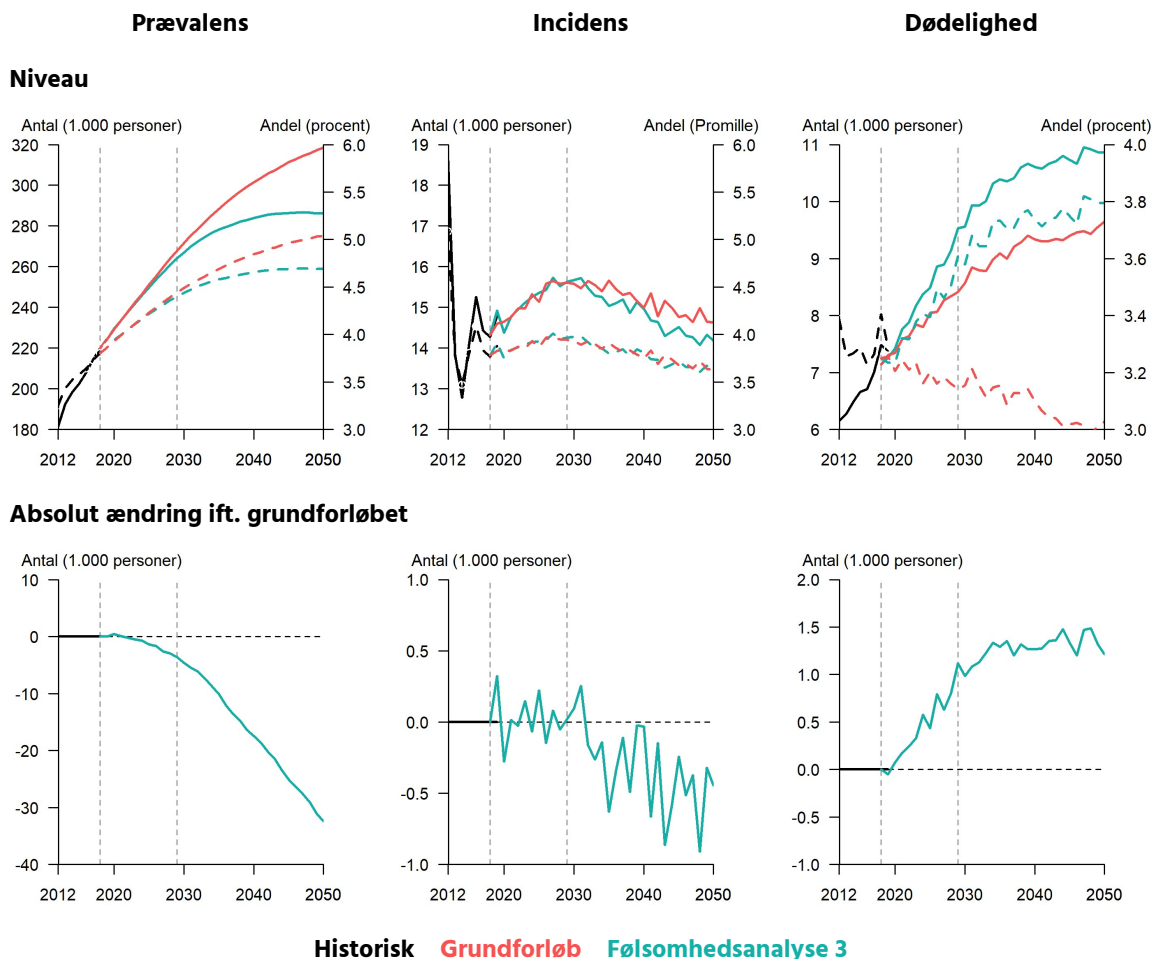 Prævalens Incidens Dødelighed
Niveau
Antal (1.000 personer) Andel (procent) Antal (1.000 personer) Andel (Promille) Antal (1.000 personer) Andel (procent)
320 6.0 19 6.0 11 4.0
300 5.5 18 5.5 10 3.8
280 5.0 17 5.0 9 3.6
260 4.5 16 4.5 8 3.4
240 4.0 15 4.0 7 3.2
220 3.5 14 3.5 6 3.0
200 3.0 13 3.0
180 12
2012 2020 2030 2040 2050 2012 2020 2030 2040 2050 2012 2020 2030 2040 2050
Absolut ændring ift. grundforløbet
Antal (1.000 personer) Antal (1.000 personer) Antal (1.000 personer)
10 1.0 2.0
0 0.5 1.5
-10 0.0 1.0
-20 -0.5 0.5
-30 -1.0 0.0
-40 -0.5
-1.0
2012 2020 2030 2040 2050 2012 2020 2030 2040 2050 2012 2020 2030 2040 2050
Historisk Grundforløb Følsomhedsanalyse 3